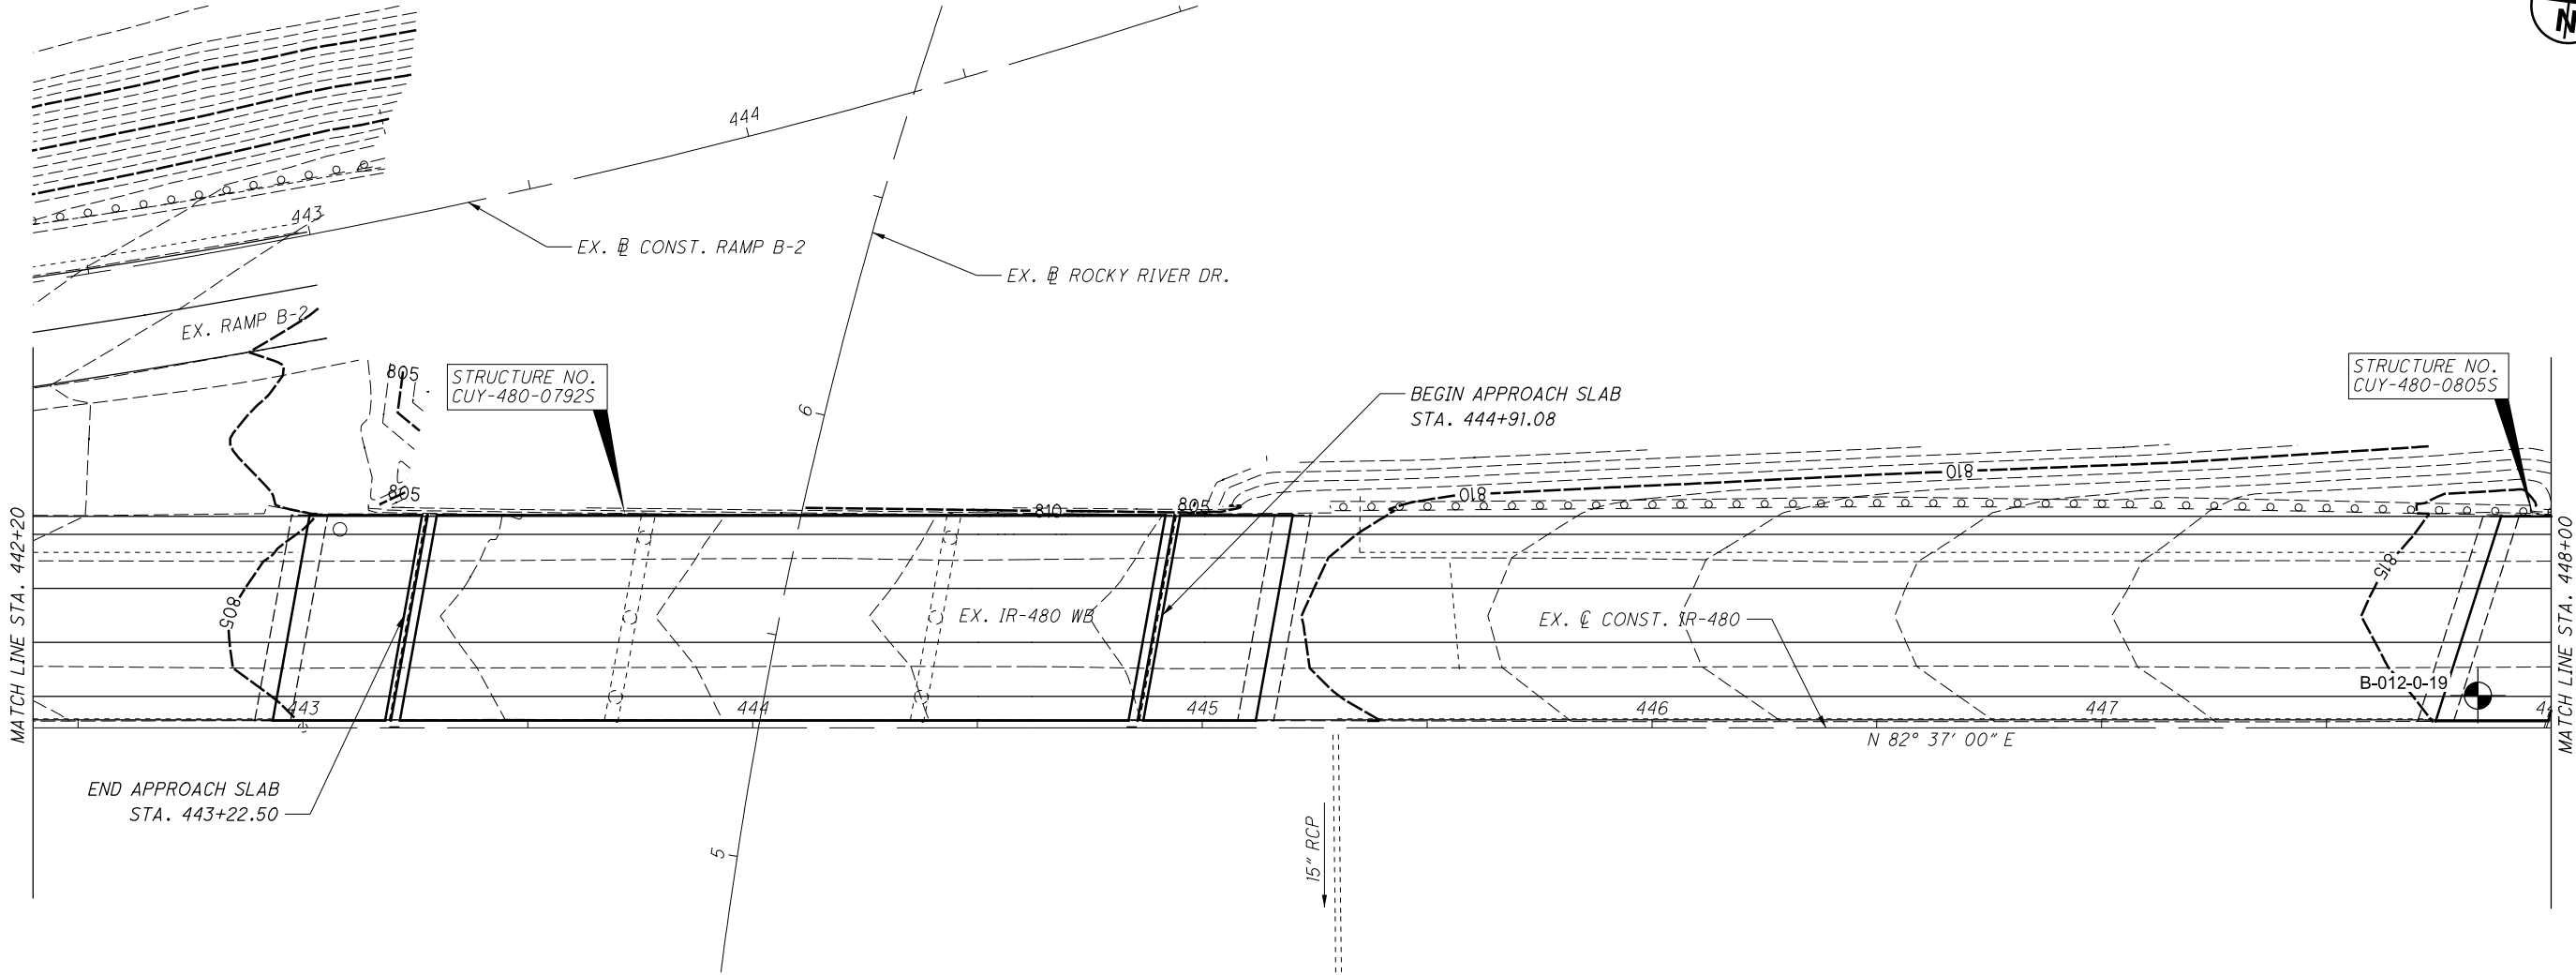 N
444
443
EX. ⅊ CONST. RAMP B-2
EX. ⅊ ROCKY RIVER DR.
EX. RAMP B-2
805
STRUCTURE NO.
CUY-480-0792S
6
BEGIN APPROACH SLAB
STA. 444+91.08
STRUCTURE NO.
CUY-480-0805S
810
810
805
810
805
MATCH LINE STA. 442+20
805
EX. IR-480 WB
EX. ℄ CONST. IR-480
815
B-012-0-19
MATCH LINE STA. 448+00
443
444
445
446
447
N 82° 37' 00" E
END APPROACH SLAB
STA. 443+22.50
5
15" RCP